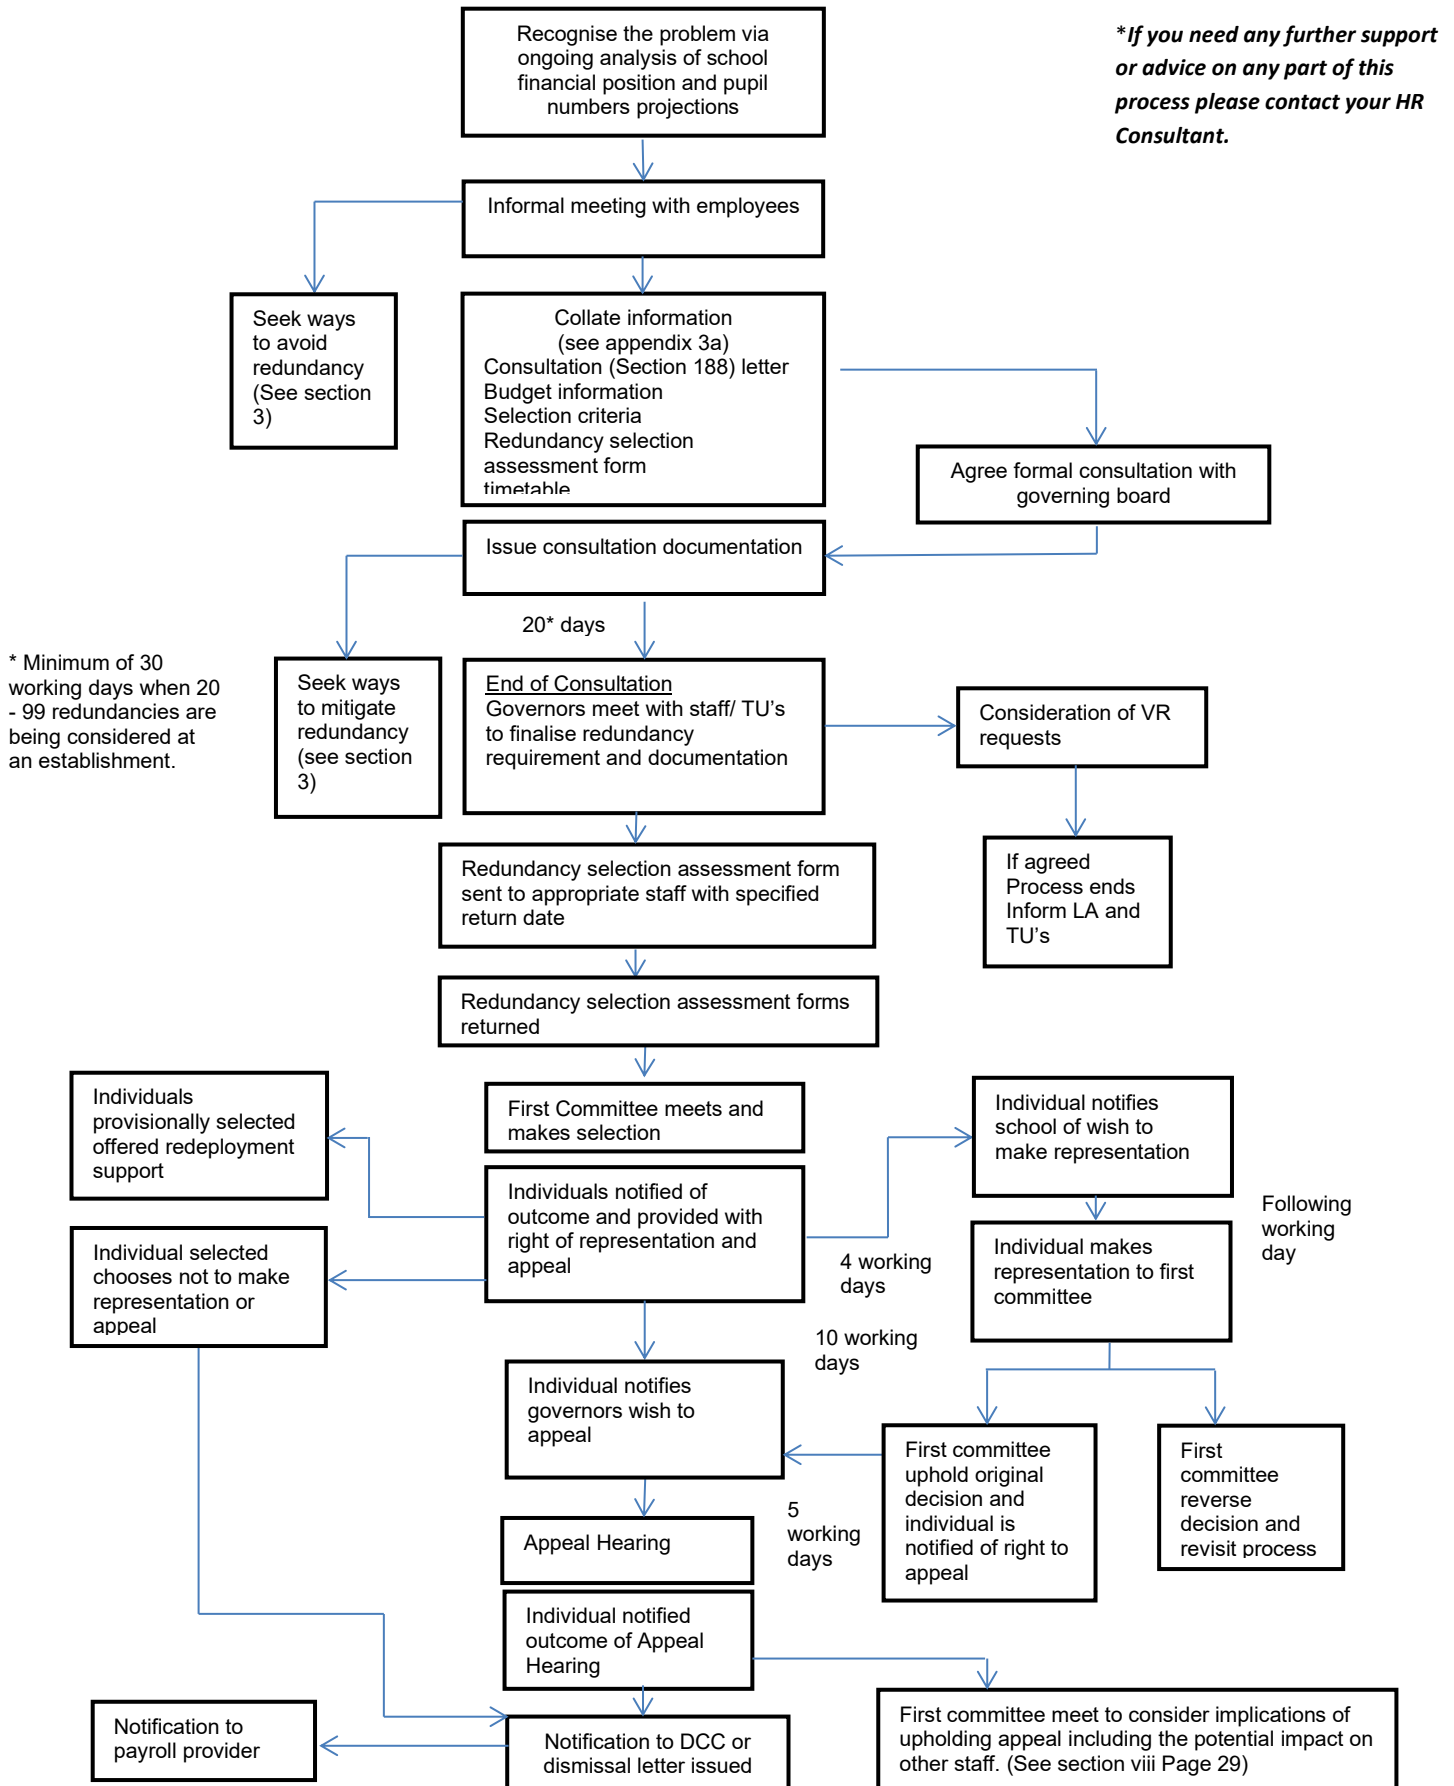 Recognise the problem via
ongoing analysis of school
financial position and pupil
numbers projections
*If you need any further support
or advice on any part of this
process please contact your HR
Consultant.
Informal meeting with employees
Seek ways
to avoid
redundancy
(See section
3)
Collate information
(see appendix 3a)
Consultation (Section 188) letter
Budget information
Selection criteria
Redundancy selection
assessment form
timetable
Agree formal consultation with
governing board
Issue consultation documentation
20* days
* Minimum of 30
working days when 20
- 99 redundancies are
being considered at
an establishment.
Seek ways
to mitigate
redundancy
(see section
3)
End of Consultation
Governors meet with staff/ TU's
to finalise redundancy
requirement and documentation
Consideration of VR
requests
If agreed
Process ends
Inform LA and
TU's
Redundancy selection assessment form
sent to appropriate staff with specified
return date
Redundancy selection assessment forms
returned
First Committee meets and
makes selection
Individuals
provisionally selected
offered redeployment
support
Individual notifies
school of wish to
make representation
Individuals notified of
outcome and provided with
right of representation and
appeal
Following
working
day
4 working
days
Individual selected
chooses not to make
representation or
appeal
Individual makes
representation to first
committee
10 working
days
Individual notifies
governors wish to
appeal
First committee
uphold original
decision and
individual is
notified of right to
appeal
First
committee
reverse
decision and
revisit process
5
working
days
Appeal Hearing
Individual notified
outcome of Appeal
Hearing
Notification to
payroll provider
Notification to DCC or
dismissal letter issued
First committee meet to consider implications of
upholding appeal including the potential impact on
other staff. (See section viii Page 29)